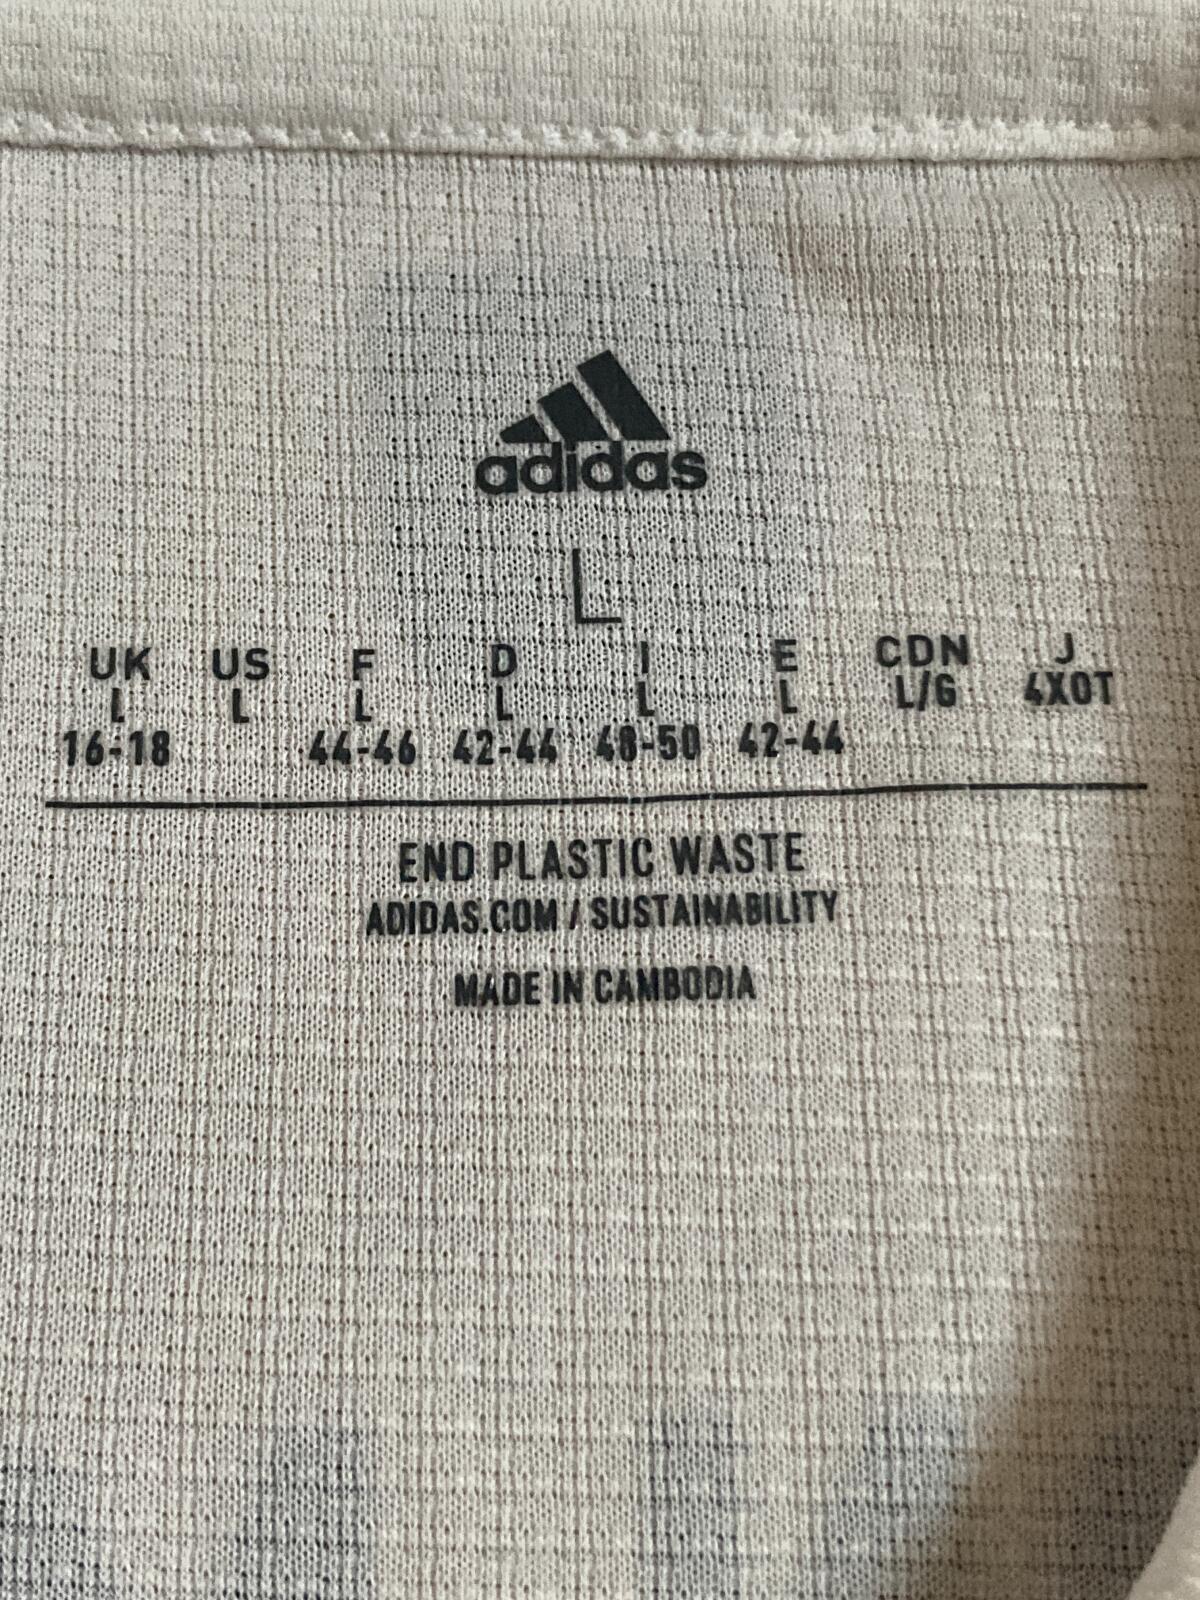 adidas
L
UK US F D I E CDN J
L L L L L L L/G 4XOT
16-18 44-46 42-44 48-50 42-44
END PLASTIC WASTE
ADIDAS.COM / SUSTAINABILITY
MADE IN CAMBODIA